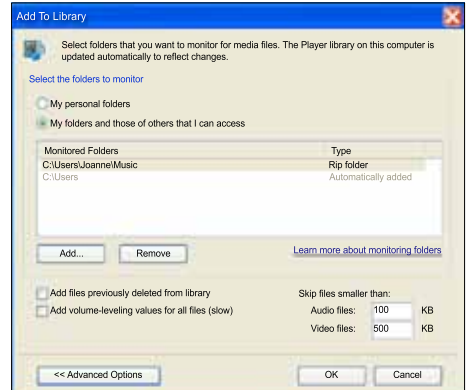 Add To Library
Select folders that you want to monitor for media files. The Player library on this computer is
updated automatically to reflect changes.
Select the folders to monitor
My personal folders
My folders and those of others that I can access
Monitored Folders Type
C:\Users\Joanne\Music Rip folder
C:\Users Automatically added
Add... Remove Learn more about monitoring folders
Add files previously deleted from library Skip files smaller than:
Add volume-leveling values for all files (slow) Audio files: 100 KB
Video files: 500 KB
<< Advanced Options OK Cancel